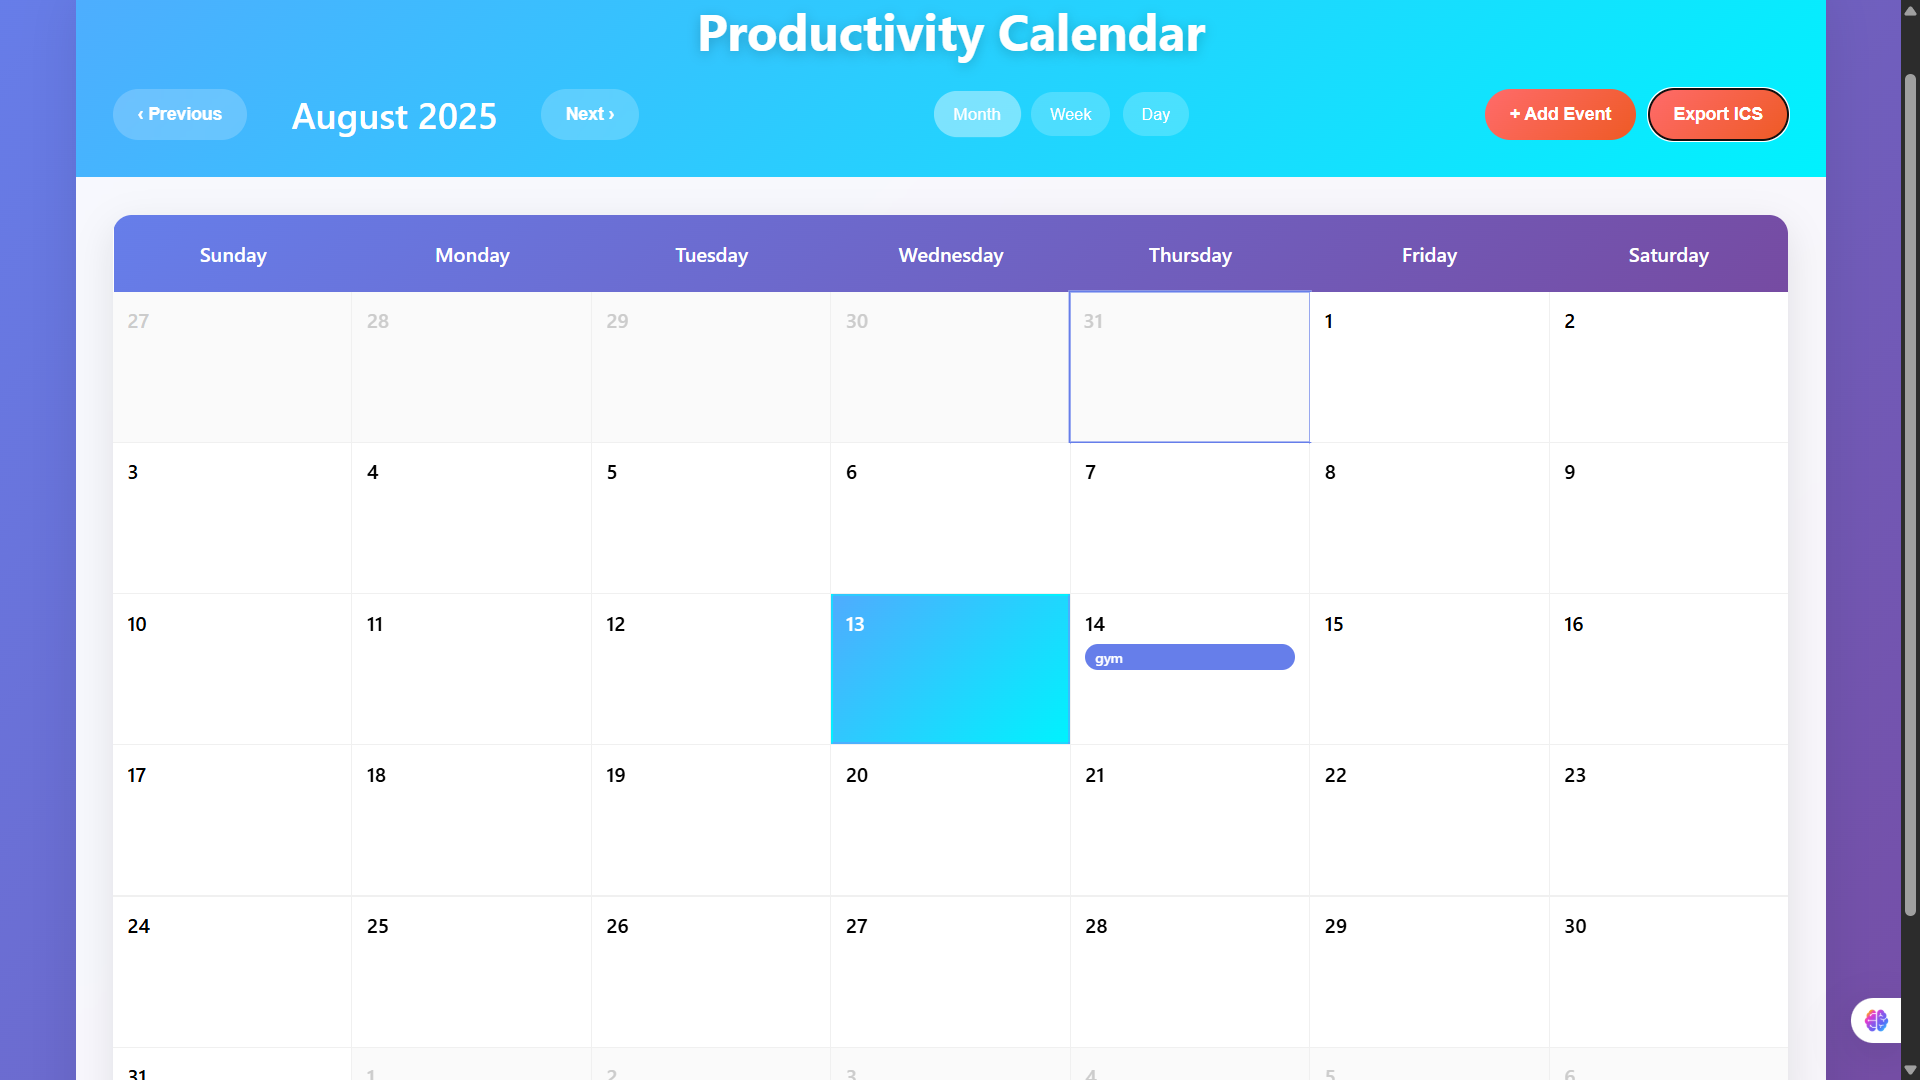 Productivity Calendar
‹ Previous
August 2025
Next ›
Month
Week
Day
+ Add Event
Export ICS
Sunday Monday Tuesday Wednesday Thursday Friday Saturday
27 28 29 30 31 1 2
3 4 5 6 7 8 9
10 11 12 13 14 15 16
gym
17 18 19 20 21 22 23
24 25 26 27 28 29 30
31 1 2 3 4 5 6